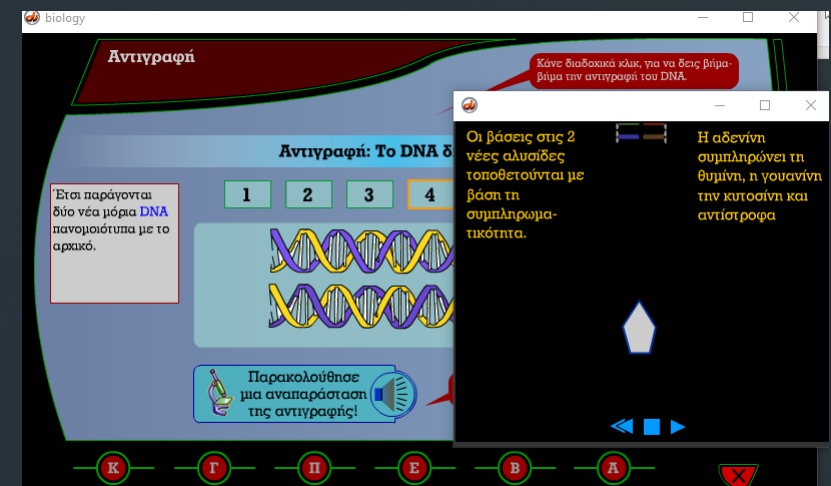 biology
Αντιγραφή
Κάνε διαδοχικά κλικ, για να δεις βήμα-
βήμα την αντιγραφή του DNA.
Αντιγραφή: Το DNA
Έτσι παράγονται
δύο νέα μόρια DNA
πανομοιότυπα με το
αρχικό.
1 2 3 4
Παρακολούθησε
μια αναπαράσταση
της αντιγραφής!
Οι βάσεις στις 2
νέες αλυσίδες
τοποθετούνται με
βάση τη
συμπληρωμα-
τικότητα.
Η αδενίνη
συμπληρώνει τη
θυμίνη, η γουανίνη
την κυτοσίνη και
αντίστροφα
Κ Γ Π Ε Β Α